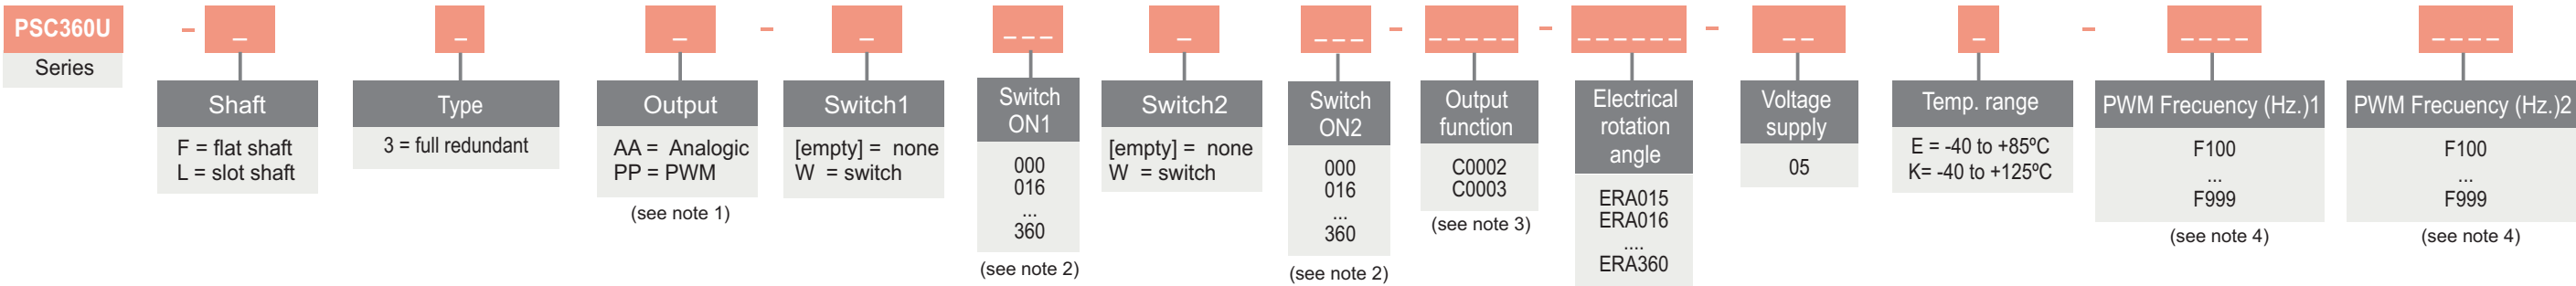 PSC360U
Series
- _
Shaft
F = flat shaft
L = slot shaft
_
Type
3 = full redundant
_
Output
AA = Analogic
PP = PWM
(see note 1)
- _
Switch1
[empty] = none
W = switch
_ _ _
Switch
ON1
000
016
...
360
(see note 2)
_
Switch2
[empty] = none
W = switch
_ _ _
Switch
ON2
000
016
...
360
(see note 2)
- _ _ _ _ _
Output
function
C0002
C0003
(see note 3)
- _ _ _ _ _ _
Electrical
rotation
angle
ERA015
ERA016
....
ERA360
- _ _
Voltage
supply
05
_
Temp. range
E = -40 to +85ºC
K= -40 to +125ºC
- _ _ _ _
PWM Frecuency (Hz.)1
F100
...
F999
(see note 4)
_ _ _ _
PWM Frecuency (Hz.)2
F100
...
F999
(see note 4)